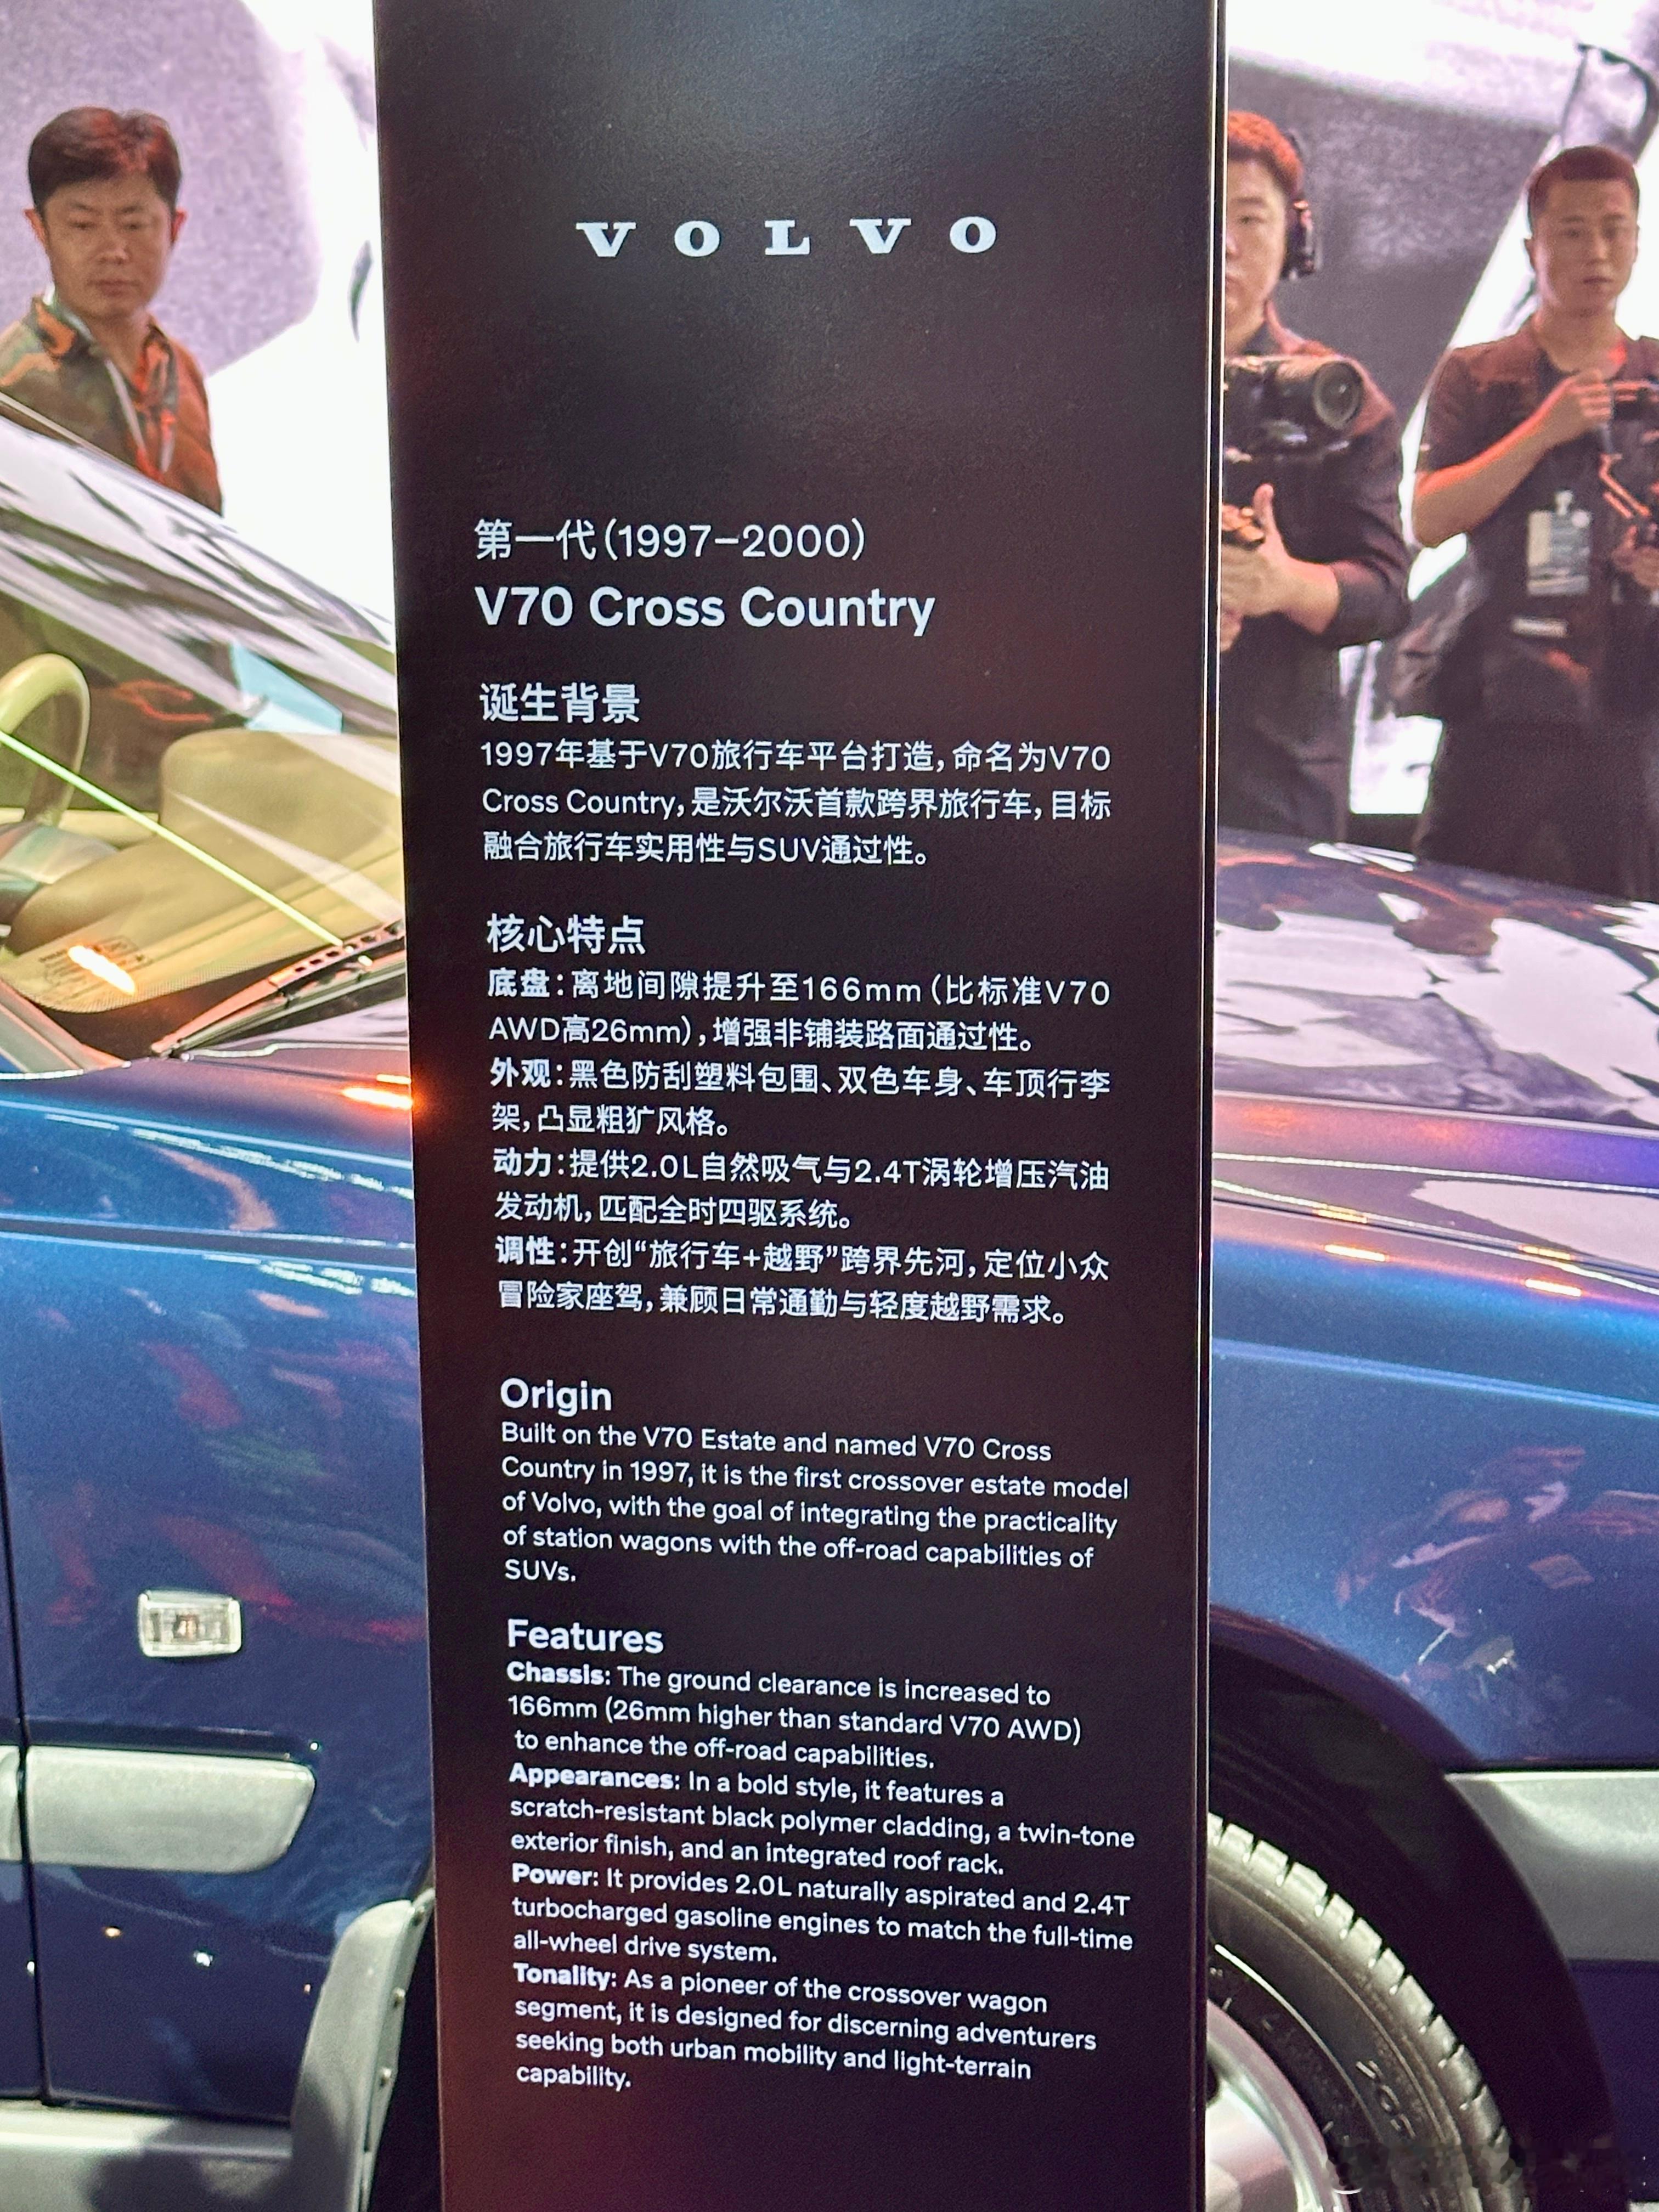 VOLVO
第一代(1997-2000)
V70 Cross Country
诞生背景
1997年基于V70旅行车平台打造,命名为V70
Cross Country,是沃尔沃首款跨界旅行车,目标
融合旅行车实用性与SUV通过性。
核心特点
底盘:离地间隙提升至166mm(比标准V70
AWD高26mm),增强非铺装路面通过性。
外观:黑色防刮塑料包围、双色车身、车顶行李
架,凸显粗犷风格。
动力:提供2.0L自然吸气与2.4T涡轮增压汽油
发动机,匹配全时四驱系统。
调性:开创“旅行车+越野”跨界先河,定位小众
冒险家座驾,兼顾日常通勤与轻度越野需求。
Origin
Built on the V70 Estate and named V70 Cross
Country in 1997, it is the first crossover estate model
of Volvo, with the goal of integrating the practicality
of station wagons with the off-road capabilities of
SUVs.
Features
Chassis: The ground clearance is increased to
166mm (26mm higher than standard V70 AWD)
to enhance the off-road capabilities.
Appearances: In a bold style, it features a
scratch-resistant black polymer cladding, a twin-tone
exterior finish, and an integrated roof rack.
Power: It provides 2.0L naturally aspirated and 2.4T
turbocharged gasoline engines to match the full-time
all-wheel drive system.
Tonality: As a pioneer of the crossover wagon
segment, it is designed for discerning adventurers
seeking both urban mobility and light-terrain
capability.